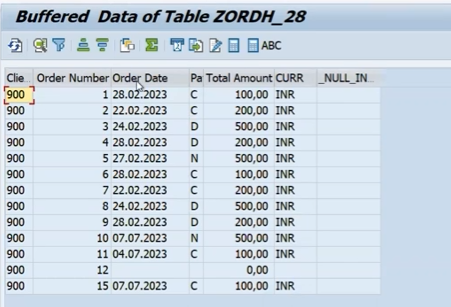 Buffered Data of Table ZORDH_28
ABC
Clie Order Number Order Date Pa Total Amount CURR _NULL_IN...
900 1 28.02.2023 C 100,00 INR
900 2 22.02.2023 C 200,00 INR
900 3 24.02.2023 D 500,00 INR
900 4 28.02.2023 D 200,00 INR
900 5 27.02.2023 N 500,00 INR
900 6 28.02.2023 C 100,00 INR
900 7 22.02.2023 C 200,00 INR
900 8 24.02.2023 D 500,00 INR
900 9 28.02.2023 D 200,00 INR
900 10 07.07.2023 N 500,00 INR
900 11 04.07.2023 C 100,00 INR
900 12 0,00
900 15 07.07.2023 C 100,00 INR